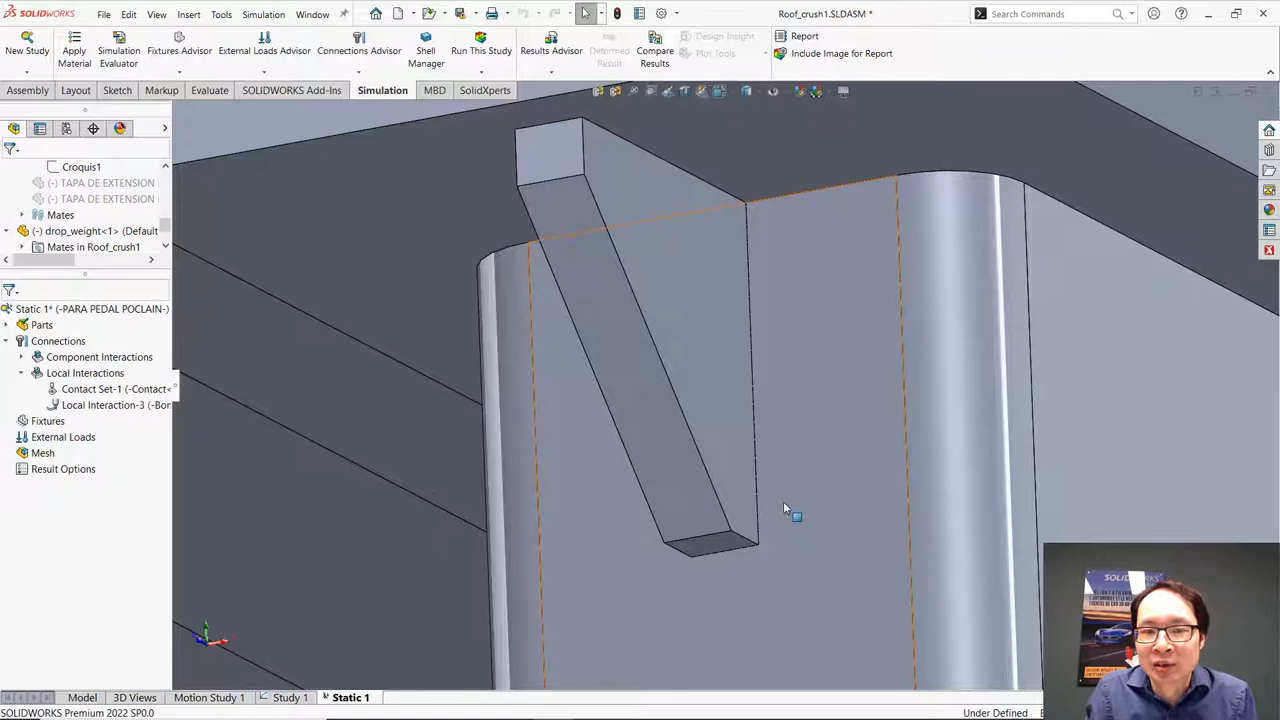 SOLIDWORKS
File Edit View Insert Tools Simulation Window
Roof_crush1.SLDASM *
Search Commands
New Study
Apply Material
Simulation Evaluator
Fixtures Advisor
External Loads Advisor
Connections Advisor
Shell Manager
Run This Study
Results Advisor
Deformed Result
Compare Results
Design Insight
Plot Tools
Report
Include Image for Report
Assembly Layout Sketch Markup Evaluate SOLIDWORKS Add-Ins Simulation MBD SolidXperts
Croquis1
(-) TAPA DE EXTENSION
(-) TAPA DE EXTENSION
Mates
(-) drop_weight<1> (Default
Mates in Roof_crush1
Static 1* (-PARA PEDAL POCLAIN-)
Parts
Connections
Component Interactions
Local Interactions
Contact Set-1 (-Contact<
Local Interaction-3 (-Bor
Fixtures
External Loads
Mesh
Result Options
SOLIDWORKS
Model 3D Views Motion Study 1 Study 1 Static 1
SOLIDWORKS Premium 2022 SP0.0
Under Defined